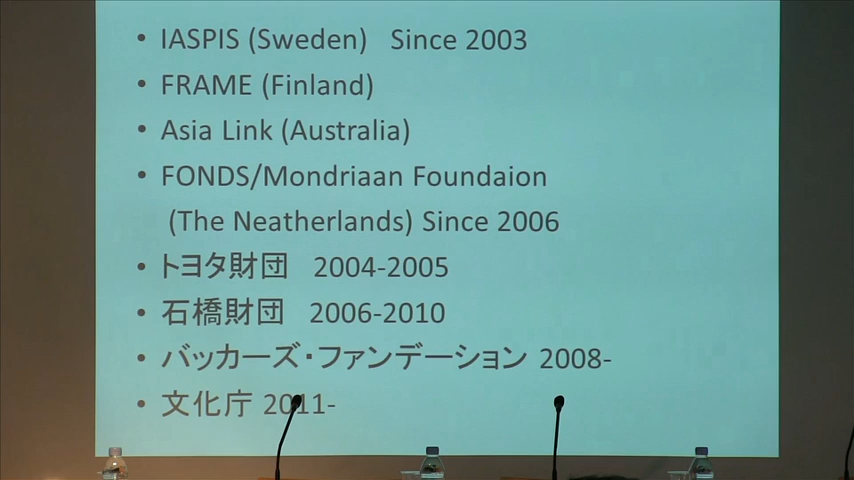 • IASPIS (Sweden)   Since 2003
• FRAME (Finland)
• Asia Link (Australia)
• FONDS/Mondriaan Foundaion
(The Neatherlands) Since 2006
• トヨタ財団   2004-2005
• 石橋財団   2006-2010
• バッカーズ・ファンデーション 2008-
• 文化庁 2011-